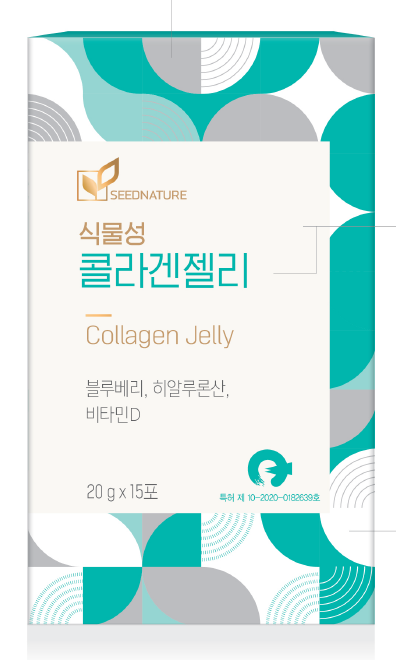 SEEDNATURE
식물성
콜라겐젤리
Collagen Jelly
블루베리, 히알루론산,
비타민D
20 g x 15포
특허 제 10-2020-0182639호